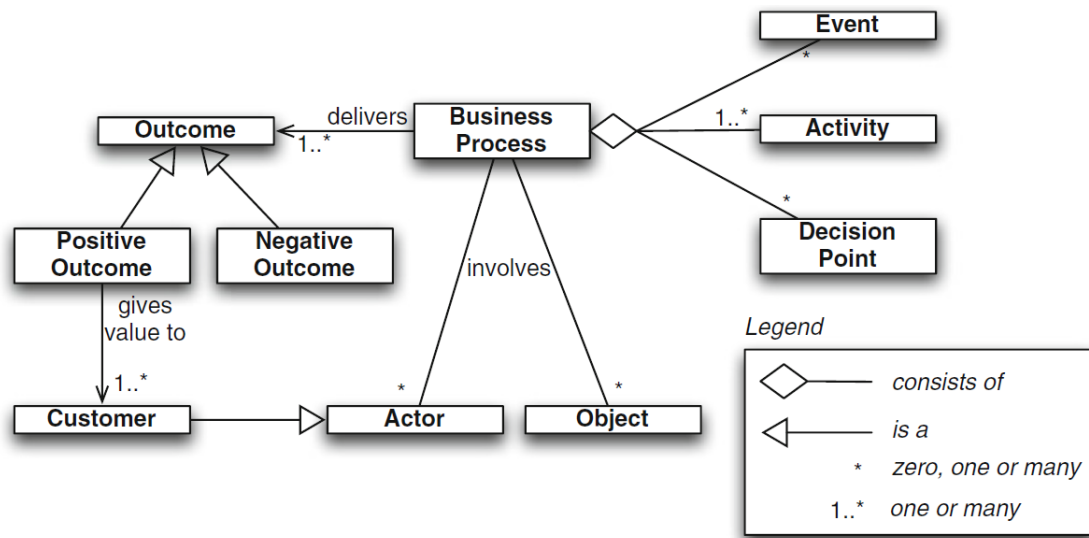 Event
*
delivers
Business
Process
1..*
Activity
Outcome
1..*
*
Positive
Outcome
Negative
Outcome
Decision
Point
involves
gives
value to
1..*
*
*
Customer
Actor
Object
Legend
consists of
is a
* zero, one or many
1..* one or many